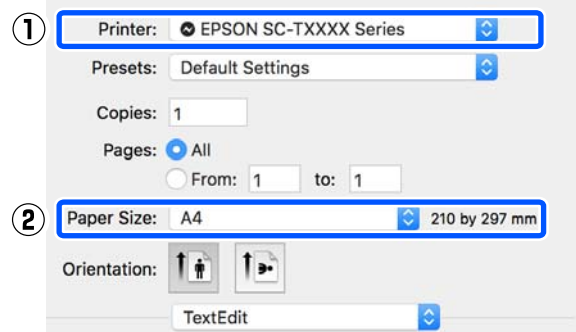 ① Printer: EPSON SC-TXXXX Series
Presets: Default Settings
Copies: 1
Pages: All
From: 1 to: 1
② Paper Size: A4 210 by 297 mm
Orientation:
TextEdit